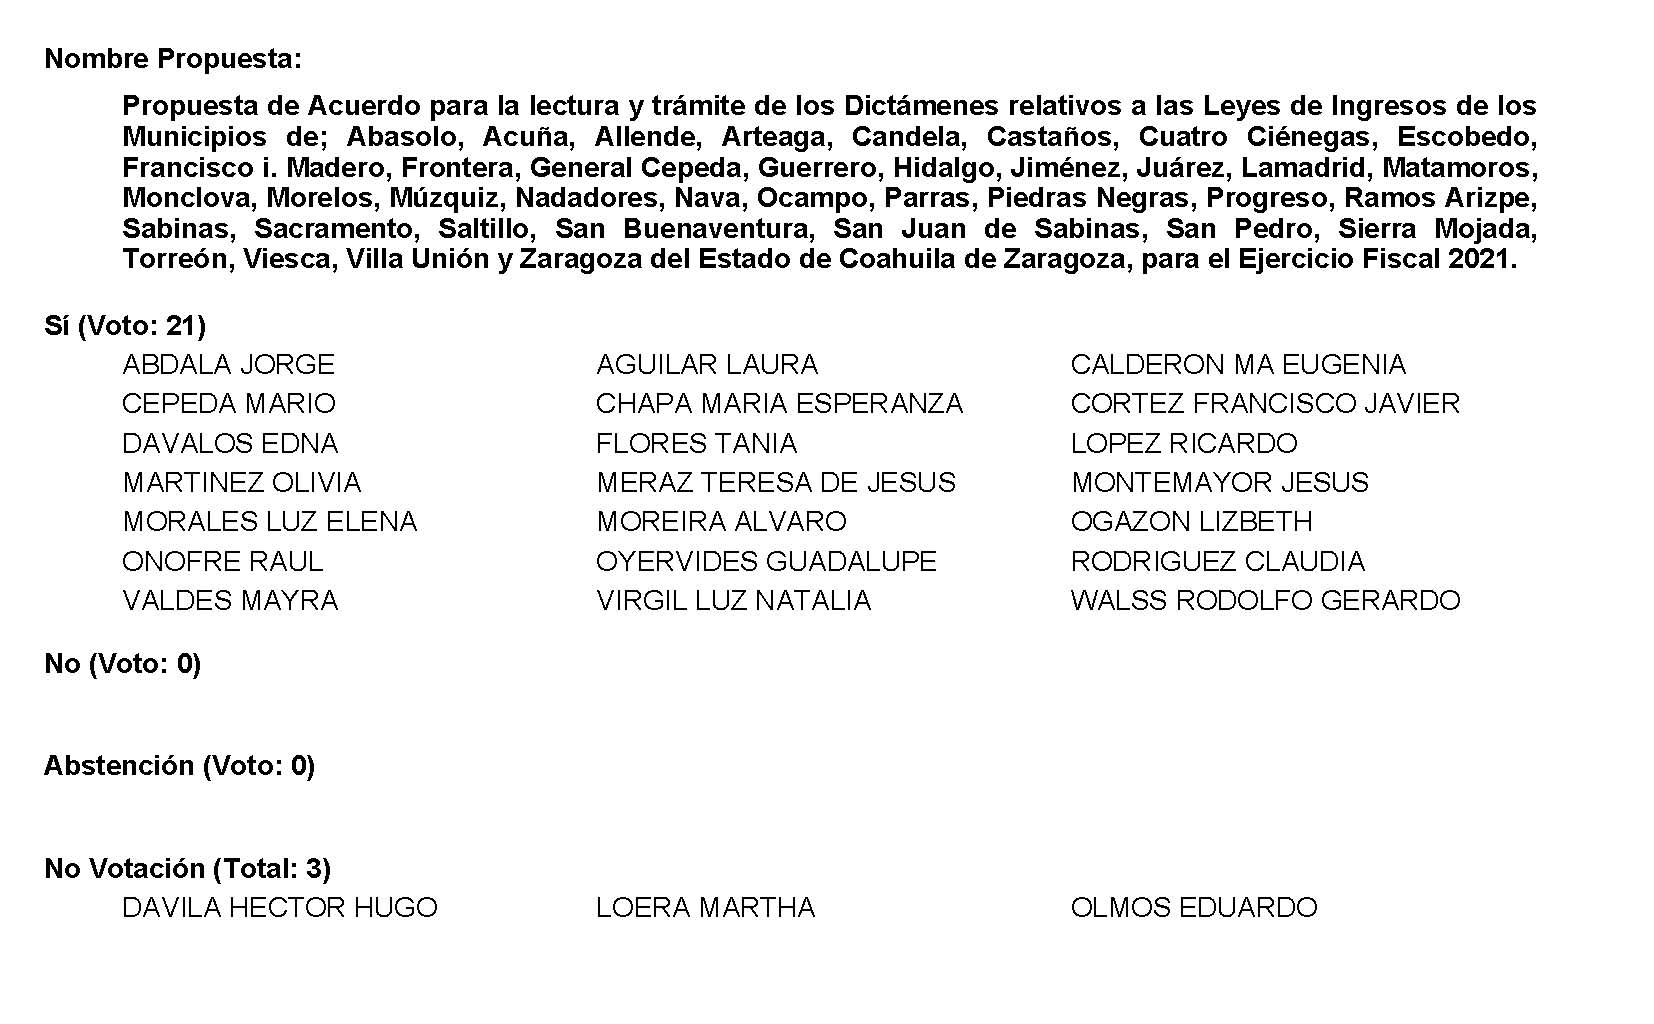 Nombre Propuesta:
Propuesta de Acuerdo para la lectura y trámite de los Dictámenes relativos a las Leyes de Ingresos de los
Municipios de; Abasolo, Acuña, Allende, Arteaga, Candela, Castaños, Cuatro Ciénegas, Escobedo,
Francisco i. Madero, Frontera, General Cepeda, Guerrero, Hidalgo, Jiménez, Juárez, Lamadrid, Matamoros,
Monclova, Morelos, Múzquiz, Nadadores, Nava, Ocampo, Parras, Piedras Negras, Progreso, Ramos Arizpe,
Sabinas, Sacramento, Saltillo, San Buenaventura, San Juan de Sabinas, San Pedro, Sierra Mojada,
Torreón, Viesca, Villa Unión y Zaragoza del Estado de Coahuila de Zaragoza, para el Ejercicio Fiscal 2021.
Sí (Voto: 21)
ABDALA JORGE AGUILAR LAURA CALDERON MA EUGENIA
CEPEDA MARIO CHAPA MARIA ESPERANZA CORTEZ FRANCISCO JAVIER
DAVALOS EDNA FLORES TANIA LOPEZ RICARDO
MARTINEZ OLIVIA MERAZ TERESA DE JESUS MONTEMAYOR JESUS
MORALES LUZ ELENA MOREIRA ALVARO OGAZON LIZBETH
ONOFRE RAUL OYERVIDES GUADALUPE RODRIGUEZ CLAUDIA
VALDES MAYRA VIRGIL LUZ NATALIA WALSS RODOLFO GERARDO
No (Voto: 0)
Abstención (Voto: 0)
No Votación (Total: 3)
DAVILA HECTOR HUGO LOERA MARTHA OLMOS EDUARDO